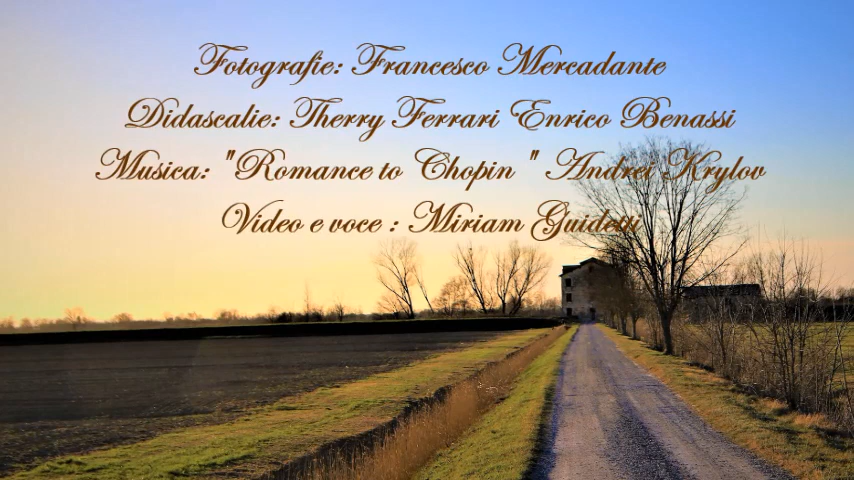 Fotografie: Francesco Mercadante
Didascalie: Therry Ferrari Enrico Benassi
Musica: "Romance to Chopin " Andrei Krylov
Video e voce : Miriam Guidetti